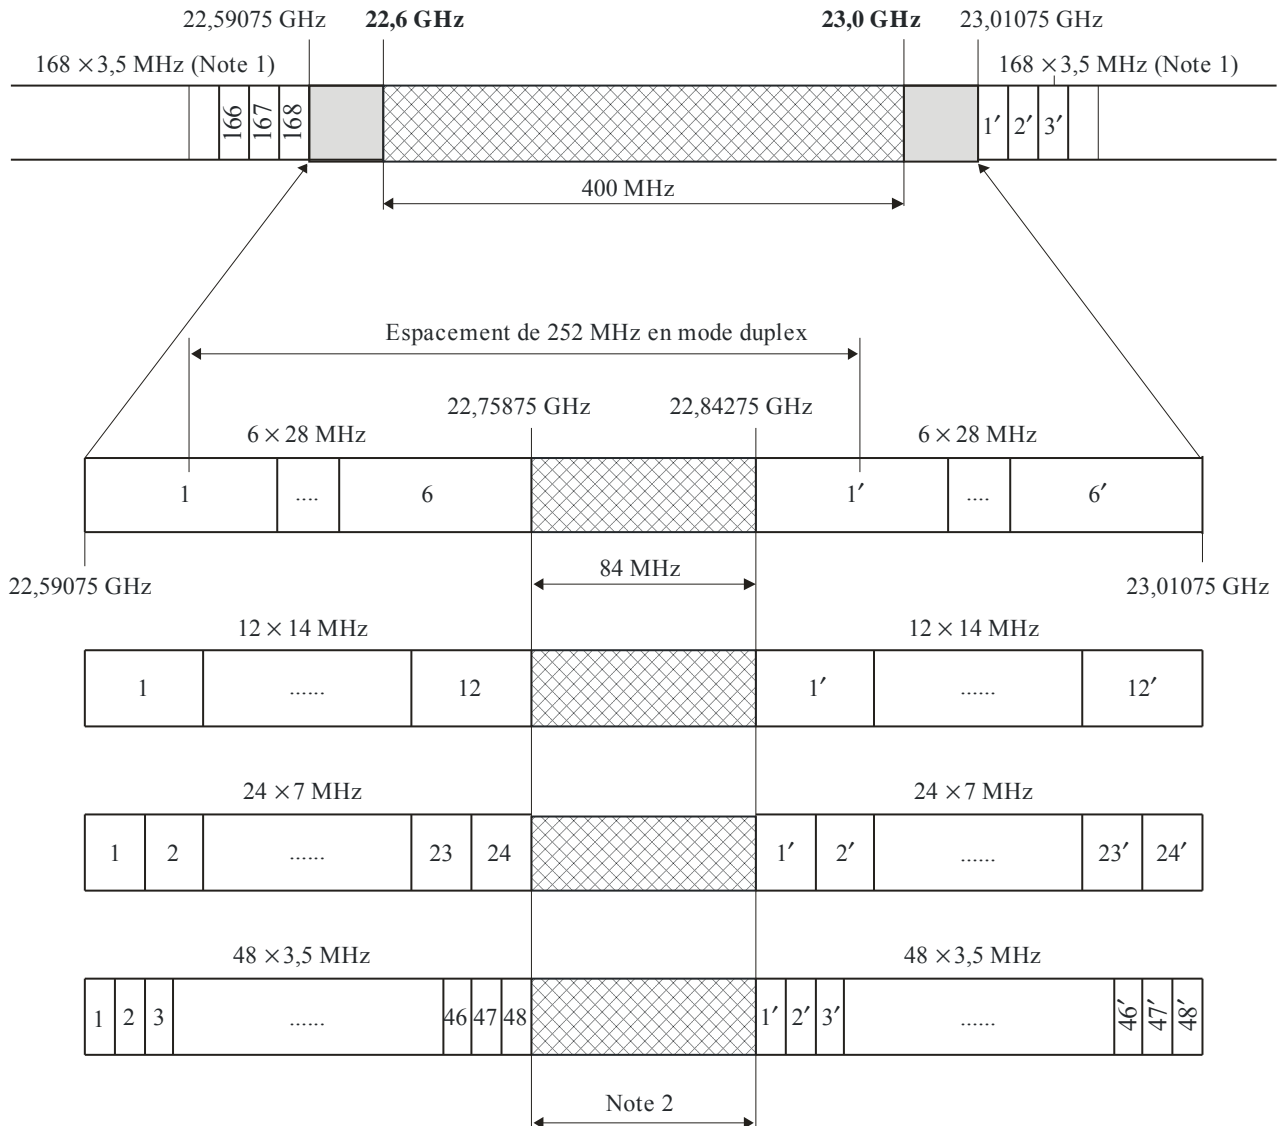 22,59075 GHz 22,6 GHz 23,0 GHz 23,01075 GHz
168 × 3,5 MHz (Note 1) 168 × 3,5 MHz (Note 1)
166 167 168 1′ 2′ 3′
400 MHz
Espacement de 252 MHz en mode duplex
22,75875 GHz 22,84275 GHz
6 × 28 MHz 6 × 28 MHz
1 .... 6 1′ .... 6′
84 MHz
22,59075 GHz 23,01075 GHz
12 × 14 MHz 12 × 14 MHz
1 ...... 12 1′ ...... 12′
24 × 7 MHz 24 × 7 MHz
1 2 ...... 23 24 1′ 2′ ...... 23′ 24′
48 × 3,5 MHz 48 × 3,5 MHz
1 2 3 ...... 46 47 48 1′ 2′ 3′ ...... 46′ 47′ 48′
Note 2